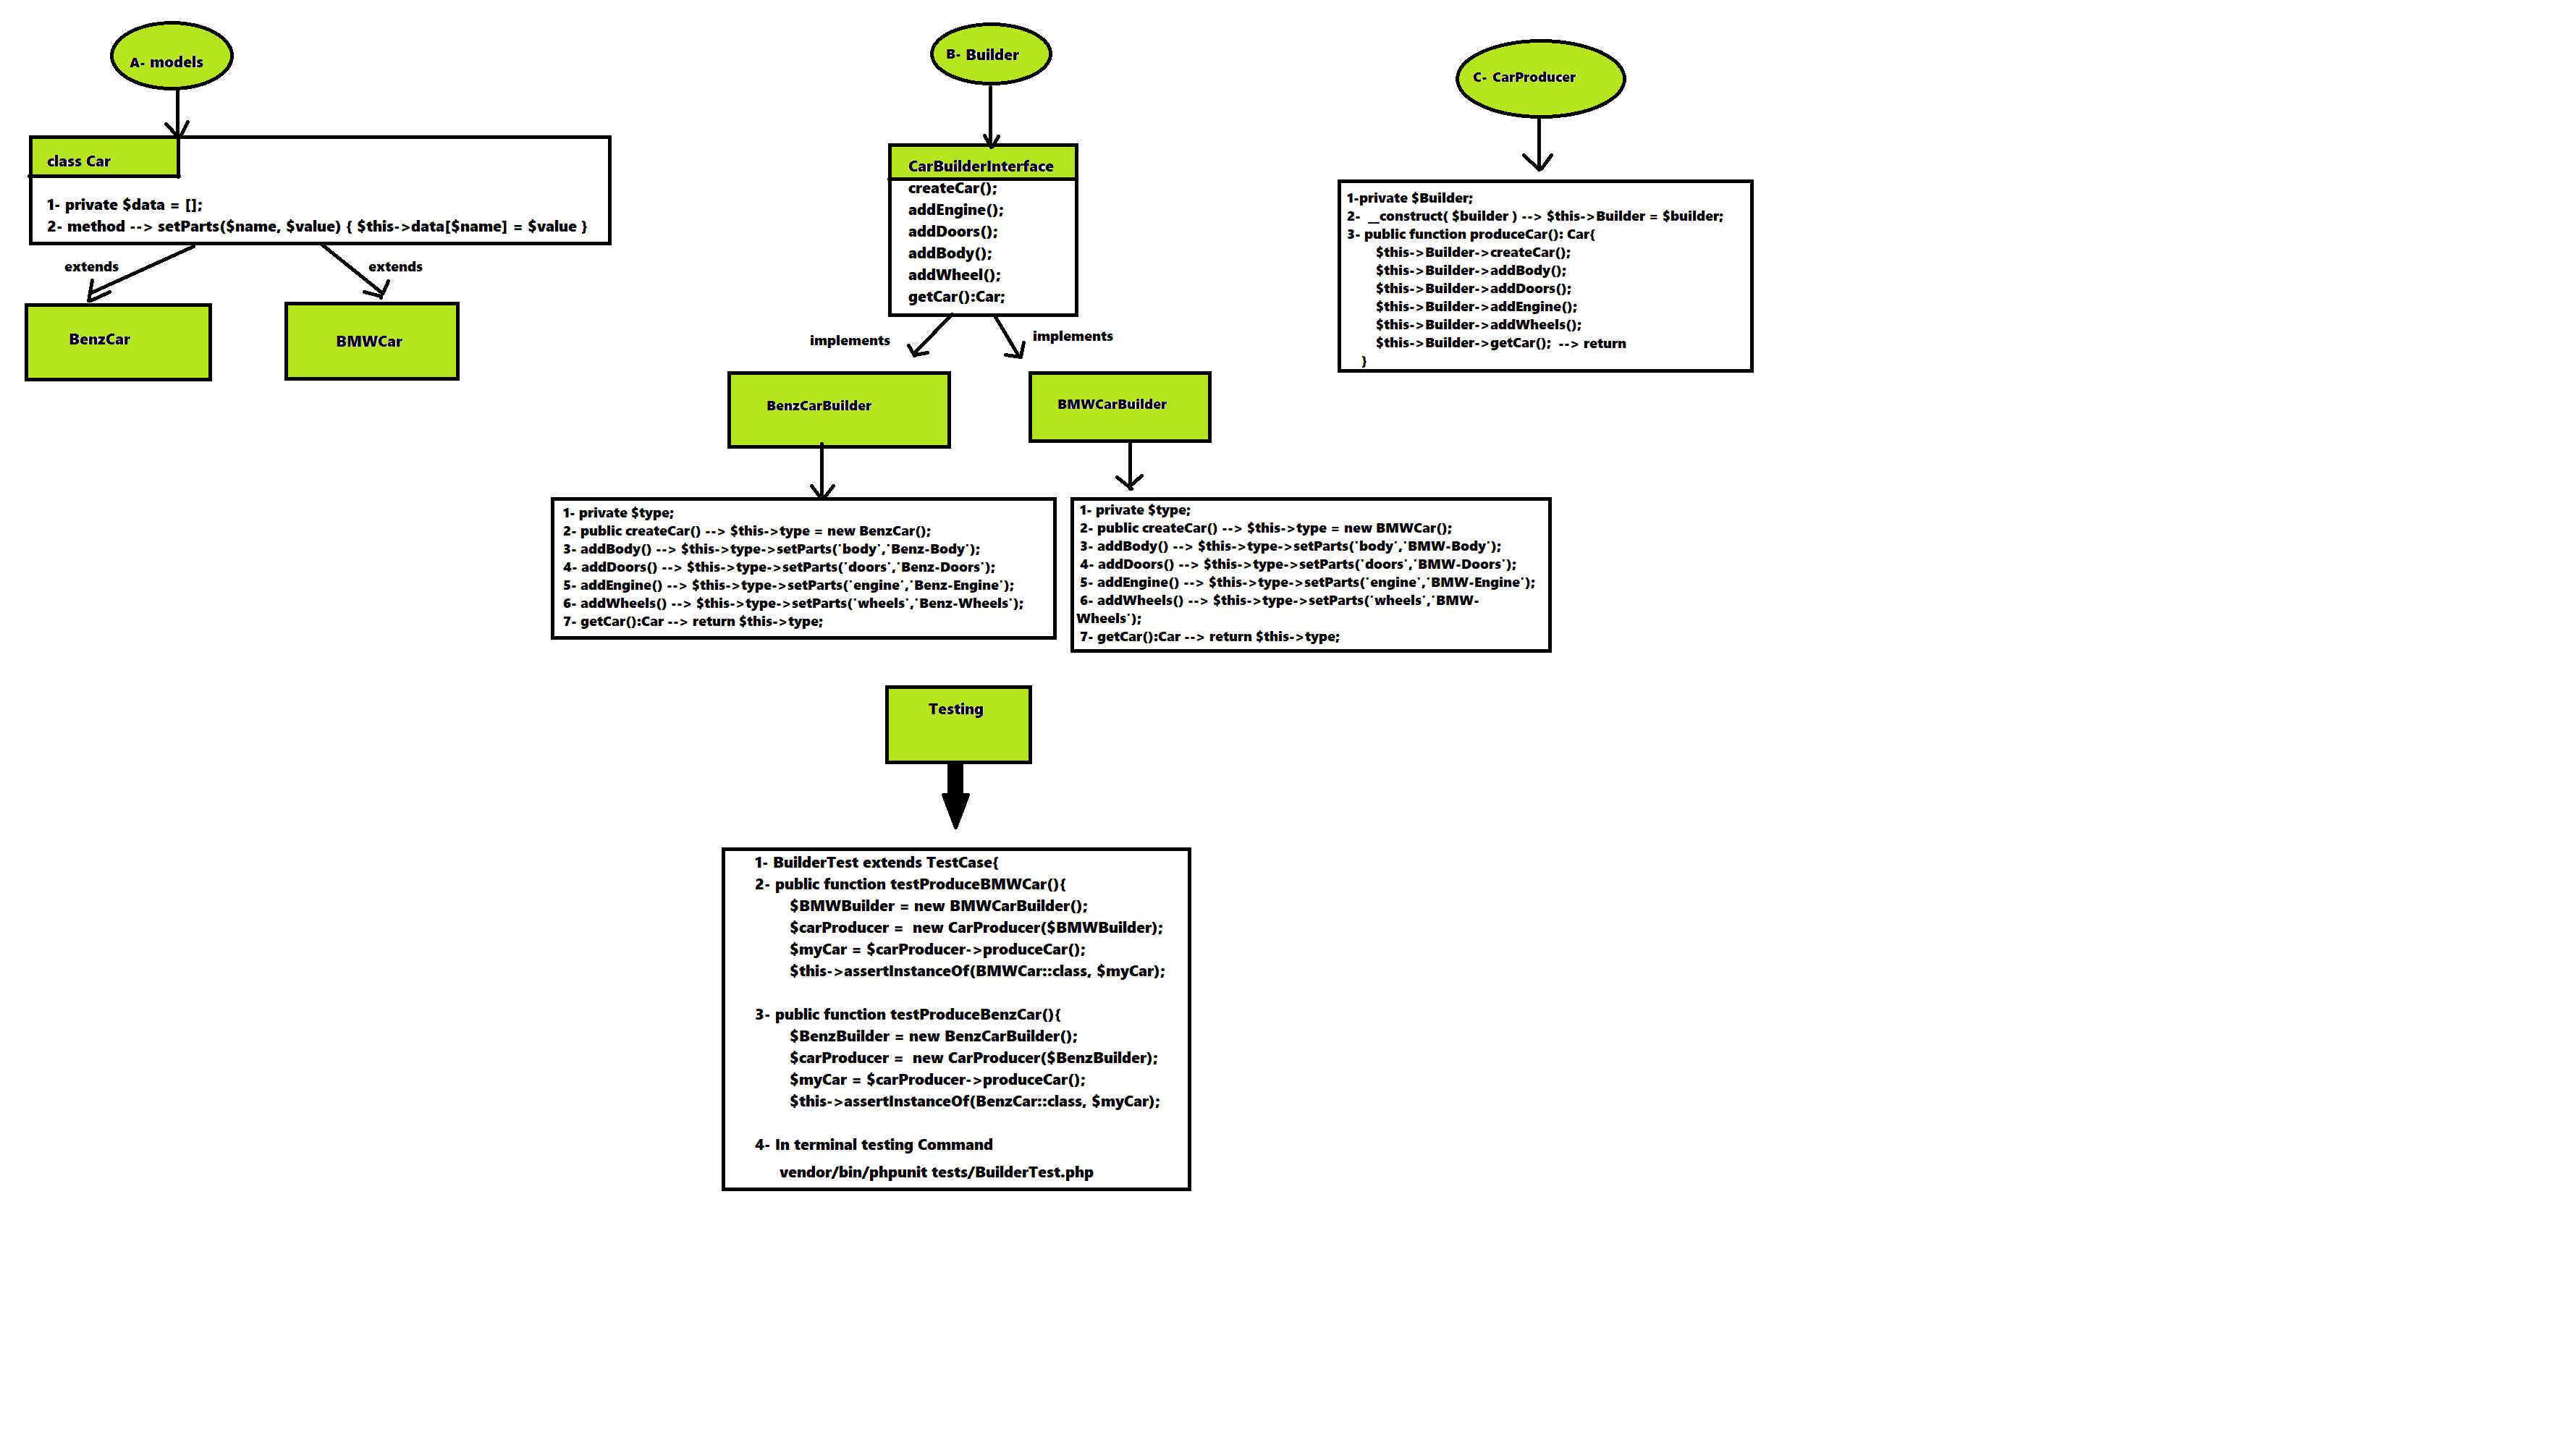 A- models
class Car
1- private $data = [];
2- method --> setParts($name, $value) { $this->data[$name] = $value }
extends
extends
BenzCar
BMWCar
B- Builder
CarBuilderInterface
createCar();
addEngine();
addDoors();
addBody();
addWheel();
getCar():Car;
implements
implements
BenzCarBuilder
BMWCarBuilder
1- private $type;
2- public createCar() --> $this->type = new BenzCar();
3- addBody() --> $this->type->setParts('body','Benz-Body');
4- addDoors() --> $this->type->setParts('doors','Benz-Doors');
5- addEngine() --> $this->type->setParts('engine','Benz-Engine');
6- addWheels() --> $this->type->setParts('wheels','Benz-Wheels');
7- getCar():Car --> return $this->type;
1- private $type;
2- public createCar() --> $this->type = new BMWCar();
3- addBody() --> $this->type->setParts('body','BMW-Body');
4- addDoors() --> $this->type->setParts('doors','BMW-Doors');
5- addEngine() --> $this->type->setParts('engine','BMW-Engine');
6- addWheels() --> $this->type->setParts('wheels','BMW-
Wheels');
7- getCar():Car --> return $this->type;
C- CarProducer
1-private $Builder;
2- __construct( $builder ) --> $this->Builder = $builder;
3- public function produceCar(): Car{
$this->Builder->createCar();
$this->Builder->addBody();
$this->Builder->addDoors();
$this->Builder->addEngine();
$this->Builder->addWheels();
$this->Builder->getCar(); --> return
}
Testing
1- BuilderTest extends TestCase{
2- public function testProduceBMWCar(){
$BMWBuilder = new BMWCarBuilder();
$carProducer = new CarProducer($BMWBuilder);
$myCar = $carProducer->produceCar();
$this->assertInstanceOf(BMWCar::class, $myCar);
3- public function testProduceBenzCar(){
$BenzBuilder = new BenzCarBuilder();
$carProducer = new CarProducer($BenzBuilder);
$myCar = $carProducer->produceCar();
$this->assertInstanceOf(BenzCar::class, $myCar);
4- In terminal testing Command
vendor/bin/phpunit tests/BuilderTest.php